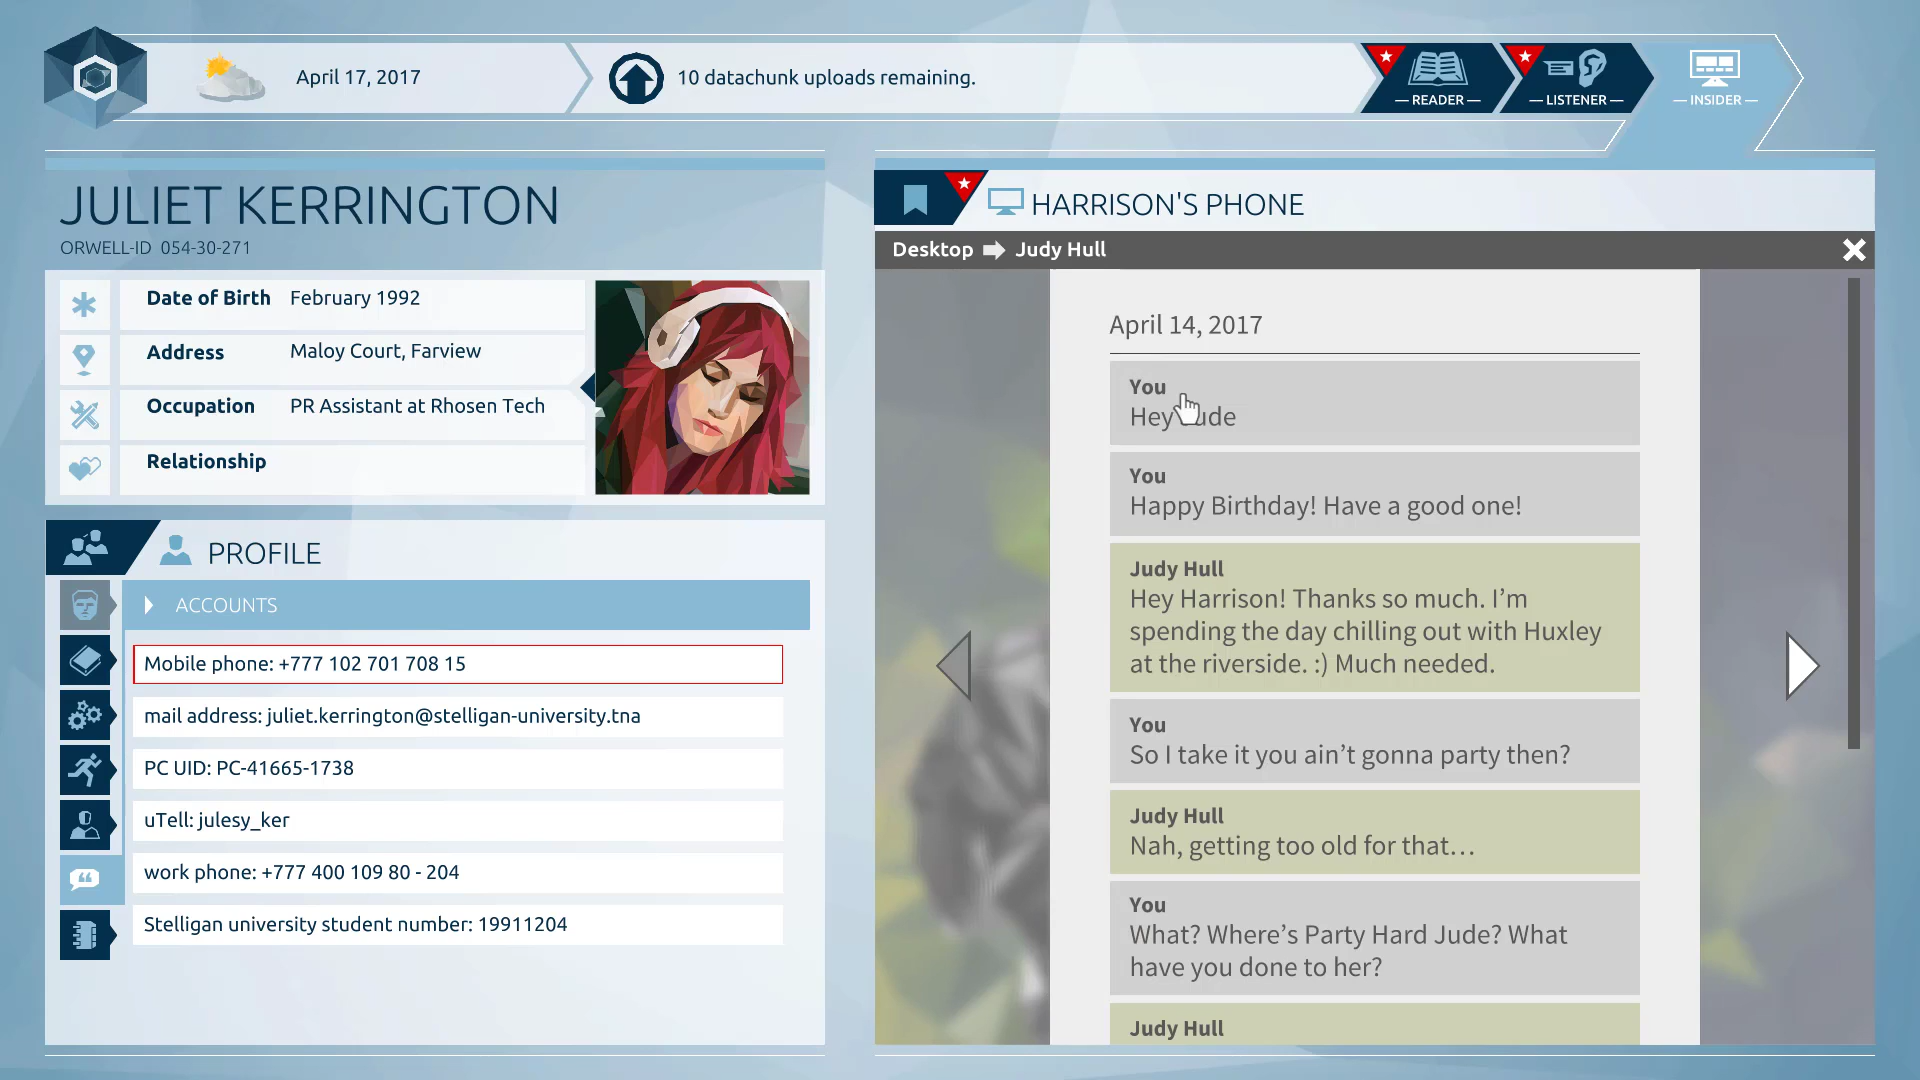 April 17, 2017
10 datachunk uploads remaining.
— READER —
— LISTENER —
— INSIDER —
JULIET KERRINGTON
ORWELL-ID 054-30-271
Date of Birth February 1992
Address Maloy Court, Farview
Occupation PR Assistant at Rhosen Tech
Relationship
PROFILE
ACCOUNTS
Mobile phone: +777 102 701 708 15
mail address: juliet.kerrington@stelligan-university.tna
PC UID: PC-41665-1738
uTell: julesy_ker
work phone: +777 400 109 80 - 204
Stelligan university student number: 19911204
HARRISON'S PHONE
Desktop Judy Hull
April 14, 2017
You
Hey Jude
You
Happy Birthday! Have a good one!
Judy Hull
Hey Harrison! Thanks so much. I’m
spending the day chilling out with Huxley
at the riverside. :) Much needed.
You
So I take it you ain’t gonna party then?
Judy Hull
Nah, getting too old for that…
You
What? Where’s Party Hard Jude? What
have you done to her?
Judy Hull